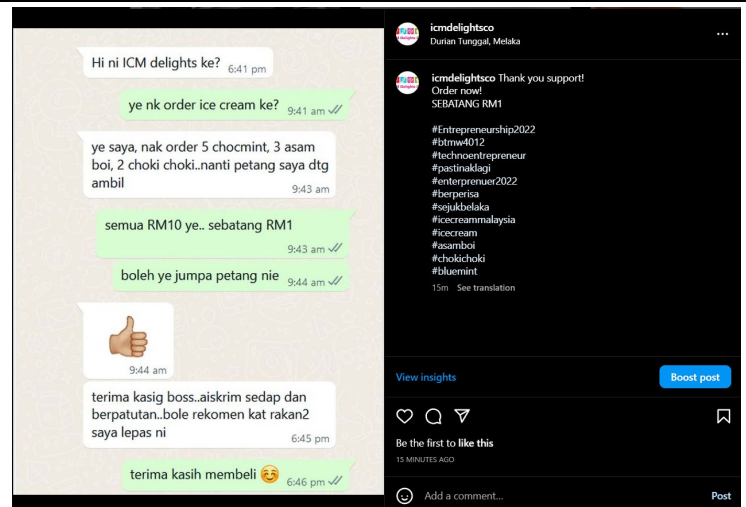 Hi ni ICM delights ke?
6:41 pm
ye nk order ice cream ke?
9:41 am
ye saya, nak order 5 chocmint, 3 asam
boi, 2 choki choki..nanti petang saya dtg
ambil
9:43 am
semua RM10 ye.. sebatang RM1
9:43 am
boleh ye jumpa petang nie
9:44 am
9:44 am
terima kasig boss..aiskrim sedap dan
berpatutan..bole rekomen kat rakan2
saya lepas ni
6:45 pm
terima kasih membeli ☺️
6:46 pm
icmdelightsco
Durian Tunggal, Melaka
icmdelightsco Thank you support!
Order now!
SEBATANG RM1
#Entrepreneurship2022
#btmw4012
#technoentrepreneur
#pastinaklagi
#enterprenuer2022
#berperisa
#sejukbelaka
#icecreammalaysia
#icecream
#asamboi
#chokichoki
#bluemint
15m See translation
View insights
Boost post
Be the first to like this
15 MINUTES AGO
Add a comment...
Post